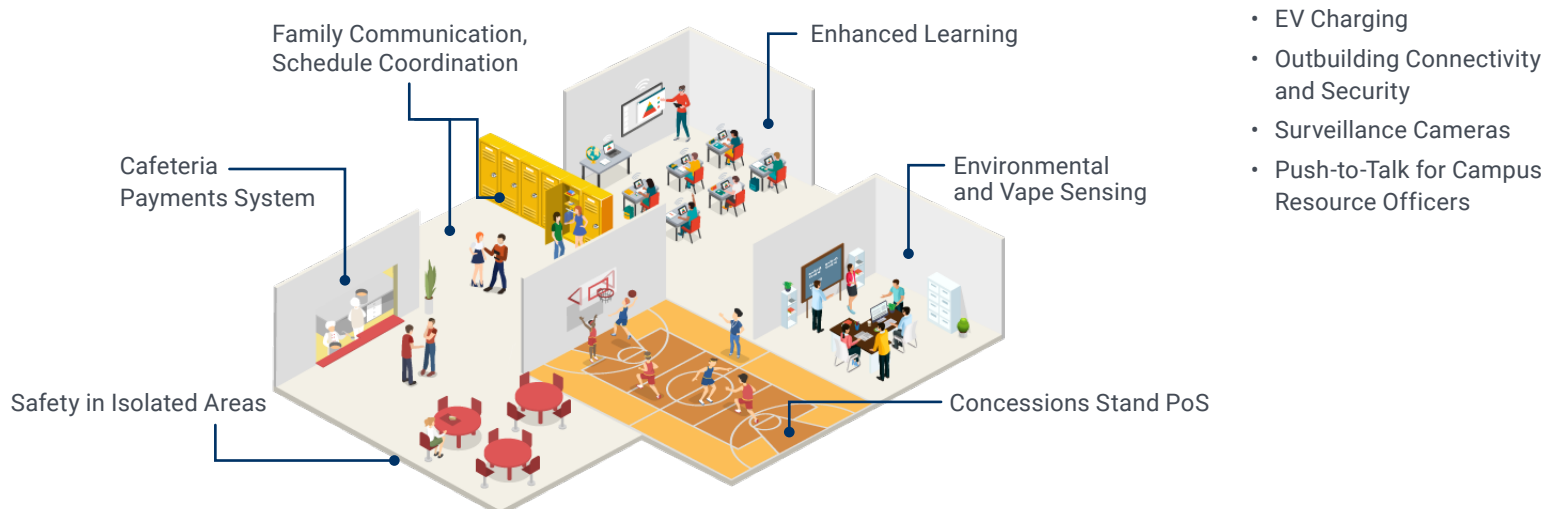 Family Communication,
Schedule Coordination
Enhanced Learning
Cafeteria
Payments System
Environmental
and Vape Sensing
Safety in Isolated Areas
Concessions Stand PoS
• EV Charging
• Outbuilding Connectivity
and Security
• Surveillance Cameras
• Push-to-Talk for Campus
Resource Officers